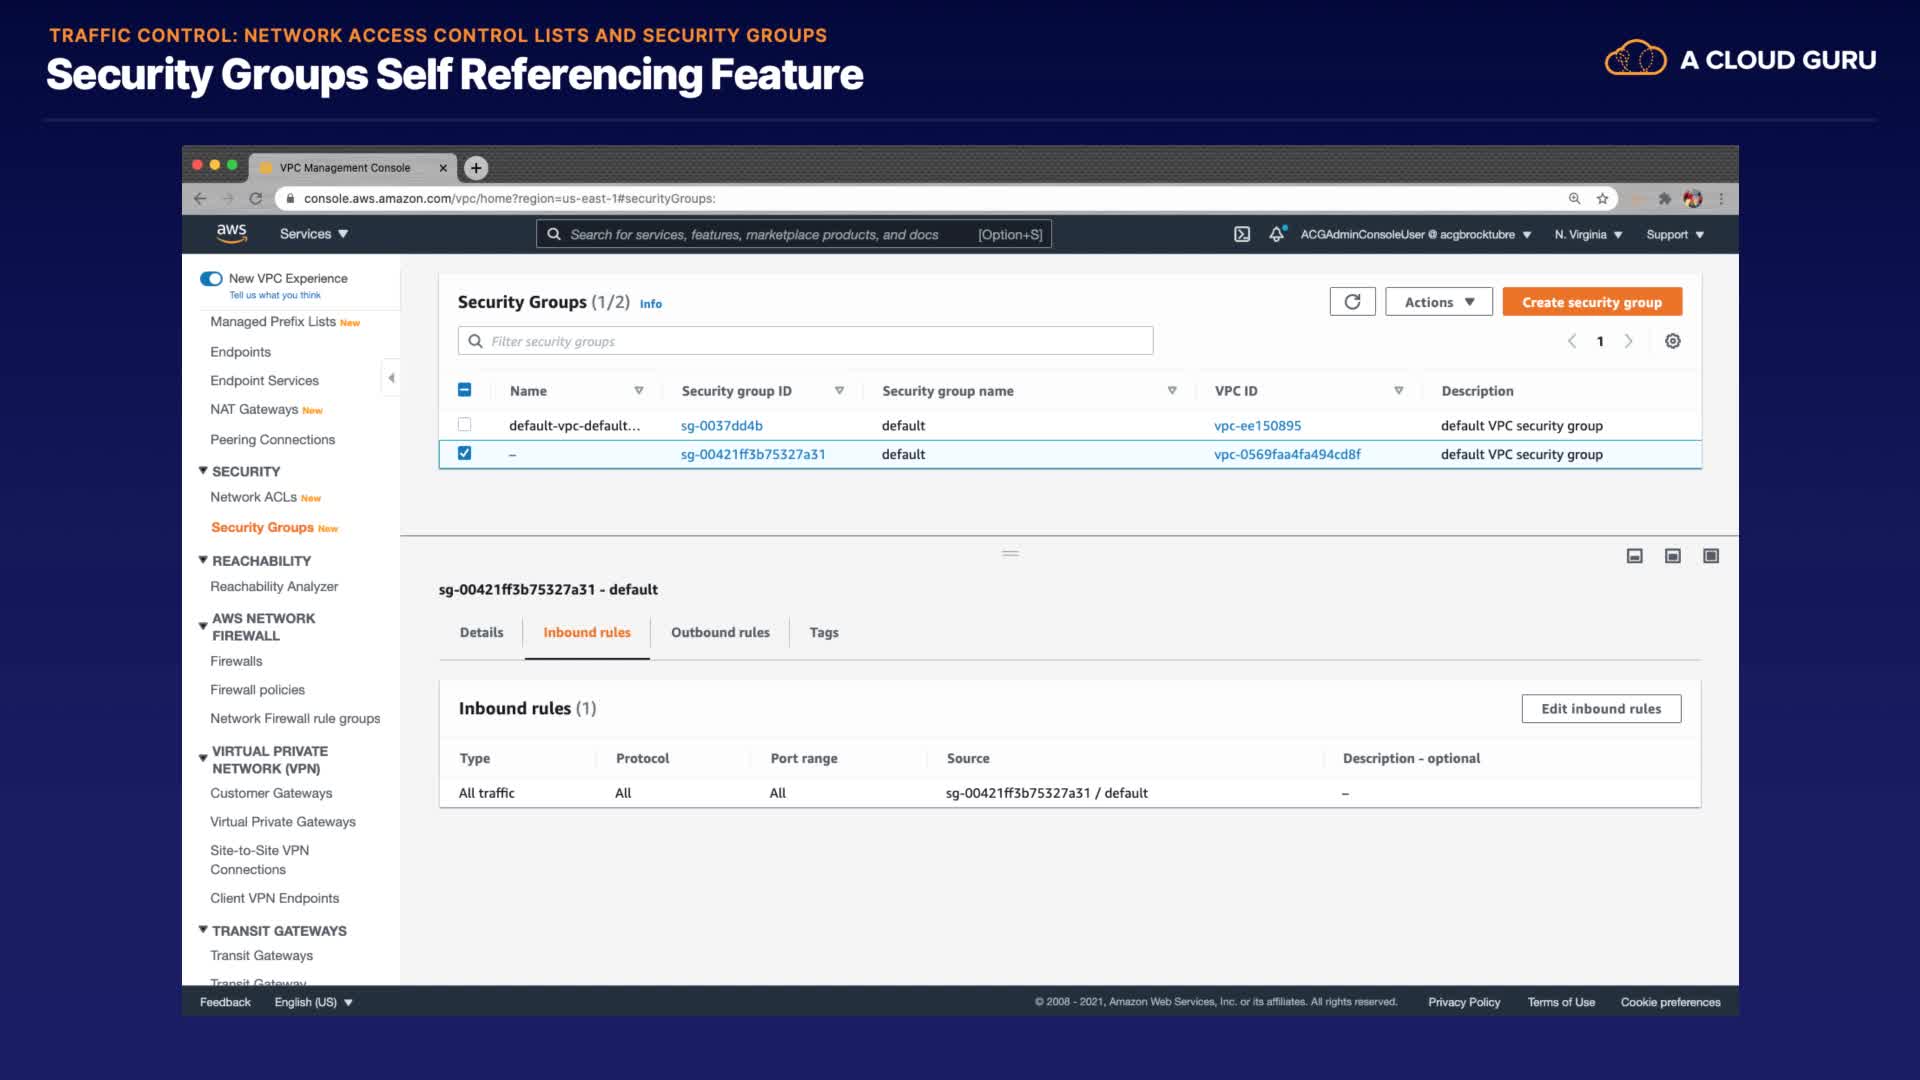 TRAFFIC CONTROL: NETWORK ACCESS CONTROL LISTS AND SECURITY GROUPS
Security Groups Self Referencing Feature
A CLOUD GURU
VPC Management Console
console.aws.amazon.com/vpc/home?region=us-east-1#securityGroups:
aws
Services
Search for services, features, marketplace products, and docs [Option+S]
ACGAdminConsoleUser @ acgbrocktubre
N. Virginia
Support
New VPC Experience
Tell us what you think
Managed Prefix Lists New
Endpoints
Endpoint Services
NAT Gateways New
Peering Connections
SECURITY
Network ACLs New
Security Groups New
REACHABILITY
Reachability Analyzer
AWS NETWORK
FIREWALL
Firewalls
Firewall policies
Network Firewall rule groups
VIRTUAL PRIVATE
NETWORK (VPN)
Customer Gateways
Virtual Private Gateways
Site-to-Site VPN
Connections
Client VPN Endpoints
TRANSIT GATEWAYS
Transit Gateways
Transit Gateway
Security Groups (1/2) Info
Actions
Create security group
Filter security groups
1
Name Security group ID Security group name VPC ID Description
default-vpc-default... sg-0037dd4b default vpc-ee150895 default VPC security group
– sg-00421ff3b75327a31 default vpc-0569faa4fa494cd8f default VPC security group
sg-00421ff3b75327a31 - default
Details Inbound rules Outbound rules Tags
Inbound rules (1)
Edit inbound rules
Type Protocol Port range Source Description - optional
All traffic All All sg-00421ff3b75327a31 / default –
Feedback English (US)
© 2008 - 2021, Amazon Web Services, Inc. or its affiliates. All rights reserved. Privacy Policy Terms of Use Cookie preferences